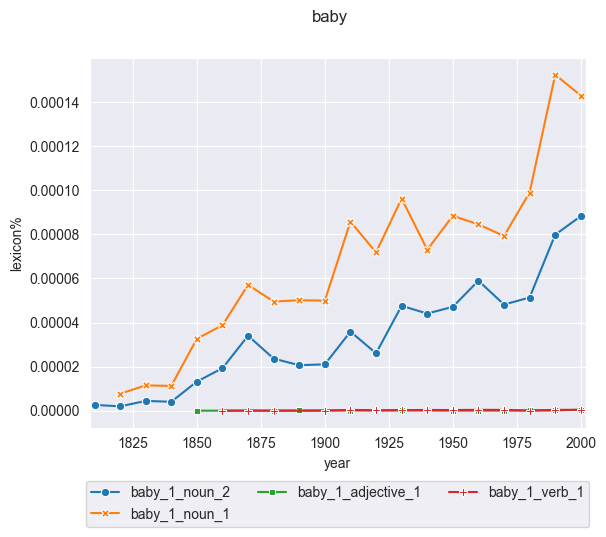 baby
0.00014
0.00012
0.00010
0.00008
0.00006
0.00004
0.00002
0.00000
lexicon%
1825 1850 1875 1900 1925 1950 1975 2000
year
baby_1_noun_2 baby_1_adjective_1 baby_1_verb_1
baby_1_noun_1